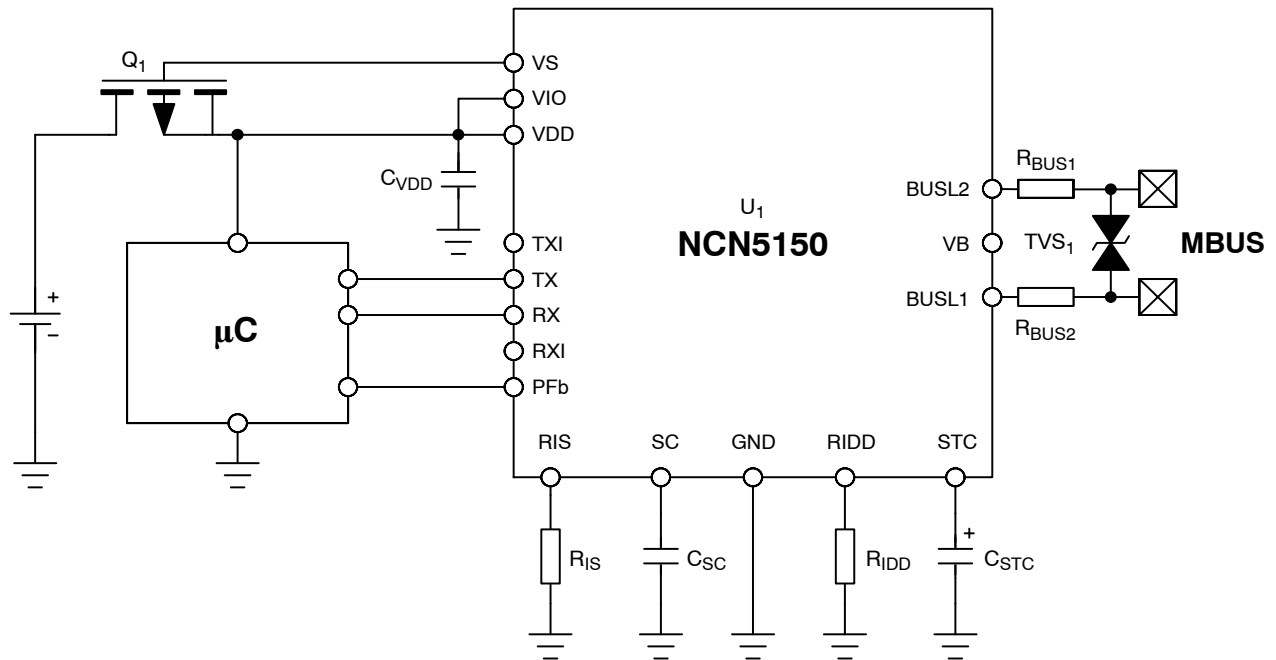 Q1
VS
VIO
VDD
CVDD
RBUS1
BUSL2
U1
NCN5150
TXI
VB
TVS1
MBUS
TX
BUSL1
+
RX
µC
−
RBUS2
RXI
PFb
RIS
SC
GND
RIDD
STC
+
RIS
CSC
RIDD
CSTC